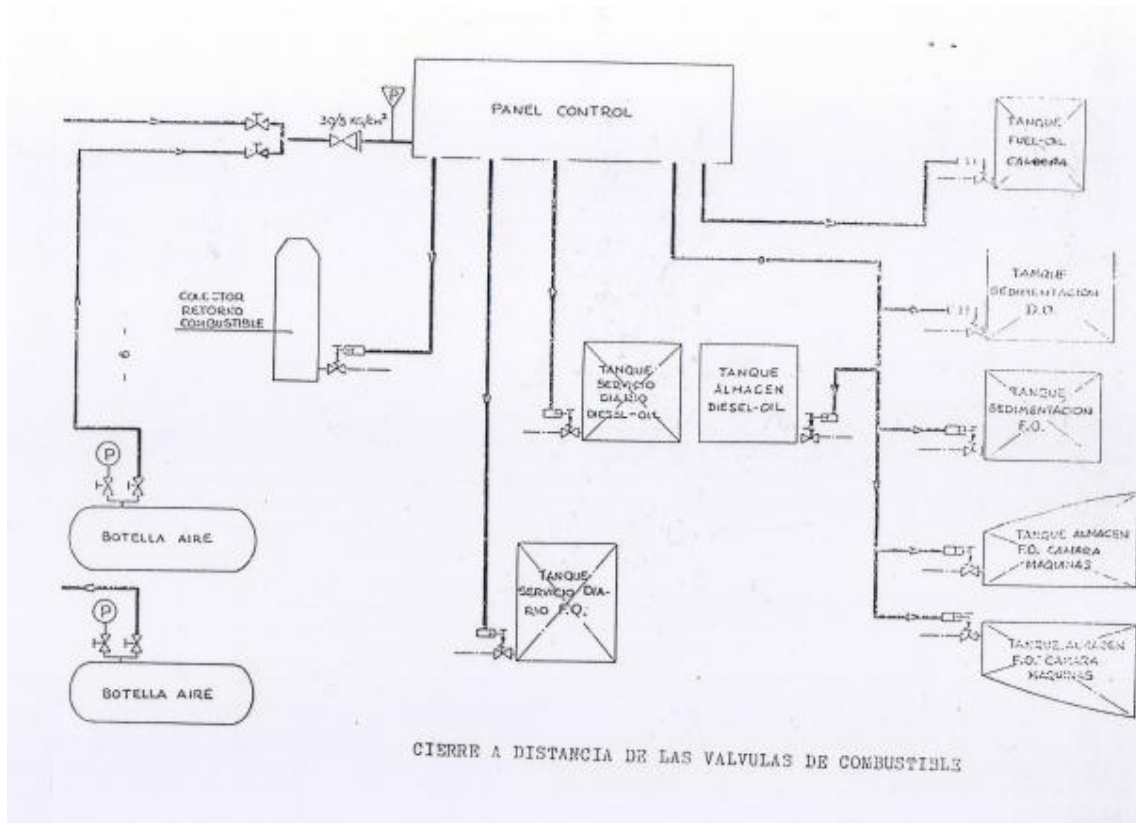 PANEL CONTROL
P
30/5 KG/CM²
TANQUE
FUEL-OIL
CALDERA
COLECTOR
RETORNO
COMBUSTIBLE
TANQUE
SEDIMENTACION
D.O.
- 6 -
TANQUE
SERVICIO
DIARIO
DIESEL-OIL
TANQUE
ALMACEN
DIESEL-OIL
TANQUE
SEDIMENTACION
F.O.
P
BOTELLA AIRE
TANQUE ALMACEN
F.O. CAMARA
MAQUINAS
TANQUE
SERVICIO DIA-
RIO F.O.
P
BOTELLA AIRE
TANQUE ALMACEN
F.O. CAMARA
MAQUINAS
CIERRE A DISTANCIA DE LAS VALVULAS DE COMBUSTIBLE